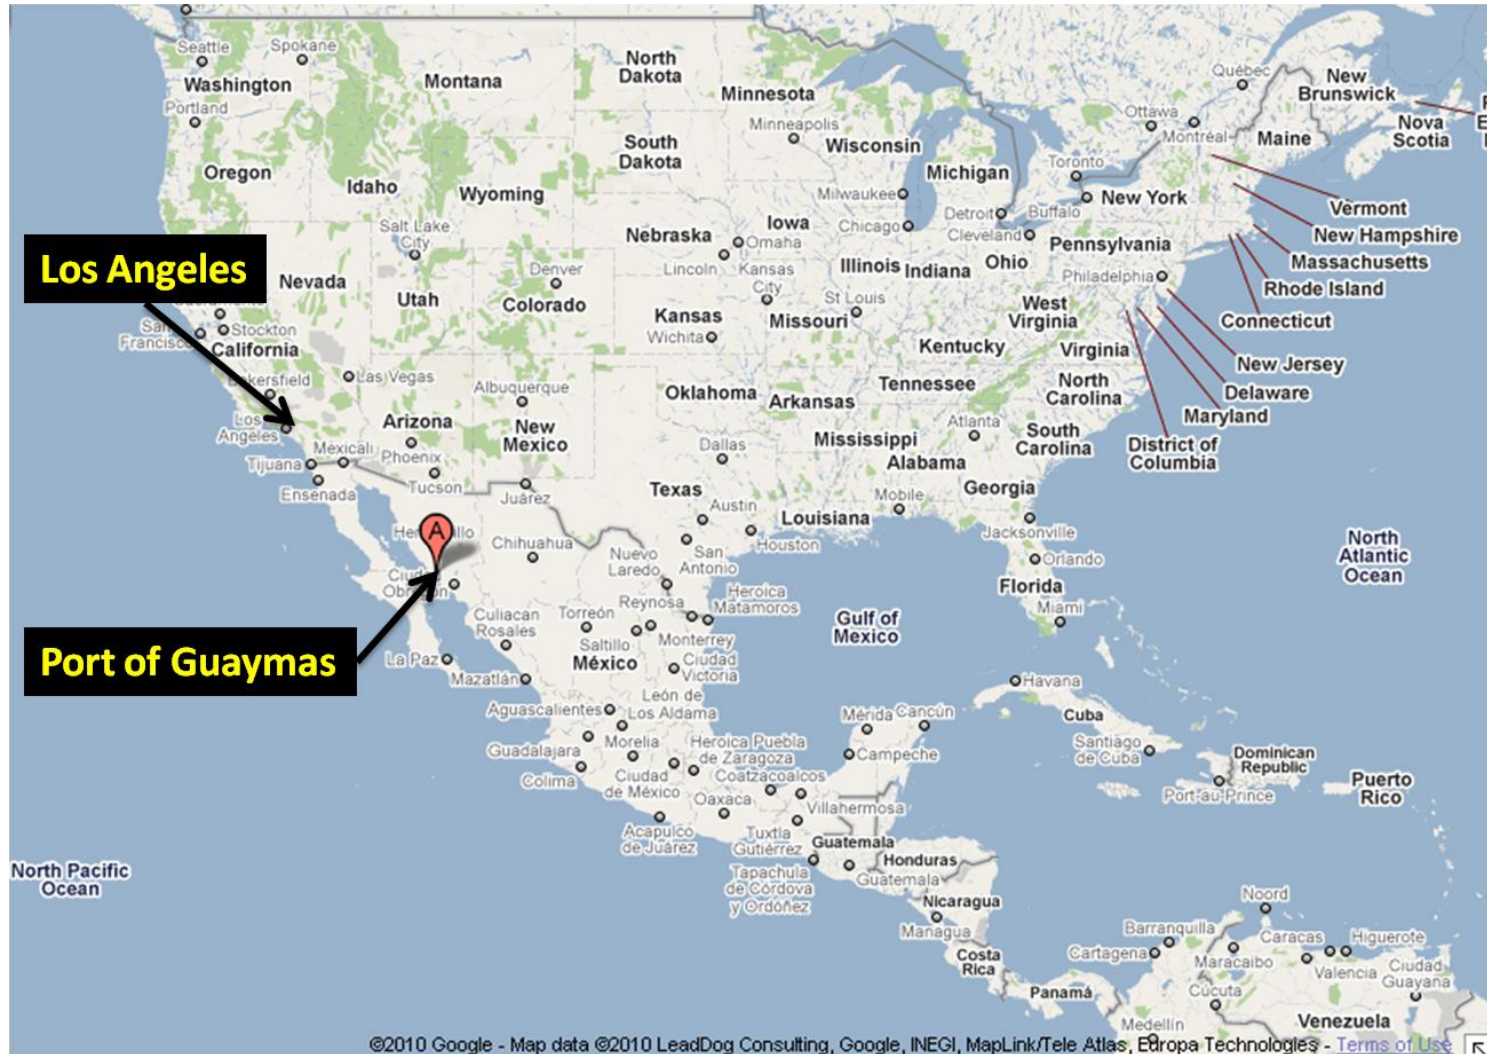 Québec
Seattle
Spokane
Washington
Montana
North
Dakota
Minnesota
New
Brunswick
Nova
Scotia
Portland
Minneapolis
Ottawa
Montréal
Maine
Oregon
Idaho
Wyoming
South
Dakota
Wisconsin
Michigan
Toronto
New York
Vermont
New Hampshire
Massachusetts
Rhode Island
Connecticut
New Jersey
Delaware
Maryland
District of
Columbia
Milwaukee
Chicago
Detroit
Buffalo
Cleveland
Pennsylvania
Philadelphia
Salt Lake
City
Nebraska
Iowa
Omaha
Lincoln
Kansas
City
Illinois
Indiana
Ohio
Los Angeles
Nevada
Utah
Denver
Colorado
Kansas
Wichita
St Louis
Missouri
West
Virginia
Kentucky
Virginia
Stockton
California
Las Vegas
Albuquerque
Oklahoma
Arkansas
Tennessee
North
Carolina
Los
Angeles
Arizona
New
Mexico
Dallas
Mississippi
Alabama
Atlanta
South
Carolina
Mexicali
Phoenix
Tijuana
Ensenada
Tucson
Juárez
Texas
Austin
Louisiana
Mobile
Georgia
Jacksonville
A
Chihuahua
Nuevo
Laredo
San
Antonio
Houston
Orlando
Florida
Miami
North
Atlantic
Ocean
Reynosa
Heroica
Matamoros
Gulf of
Mexico
Port of Guaymas
Culiacan
Rosales
Torreón
Saltillo
Monterrey
La Paz
México
Ciudad
Victoria
Mazatlán
León de
Los Aldama
Aguascalientes
Havana
Cuba
Mérida
Cancún
Campeche
Santiago
de Cuba
Dominican
Republic
Port-au-Prince
Puerto
Rico
Guadalajara
Morelia
Heroica Puebla
de Zaragoza
Colima
Ciudad
de México
Coatzacoalcos
Oaxaca
Villahermosa
Acapulco
de Juárez
Tuxtla
Gutiérrez
Guatemala
Honduras
Tapachula
de Córdova
y Ordóñez
Guatemala
Nicaragua
Managua
North Pacific
Ocean
Costa
Rica
Panamá
Noord
Barranquilla
Cartagena
Maracaibo
Caracas
Higuerote
Valencia
Ciudad
Guayana
Cúcuta
Medellín
Venezuela
©2010 Google - Map data ©2010 LeadDog Consulting, Google, INEGI, MapLink/Tele Atlas, Europa Technologies - Terms of Use